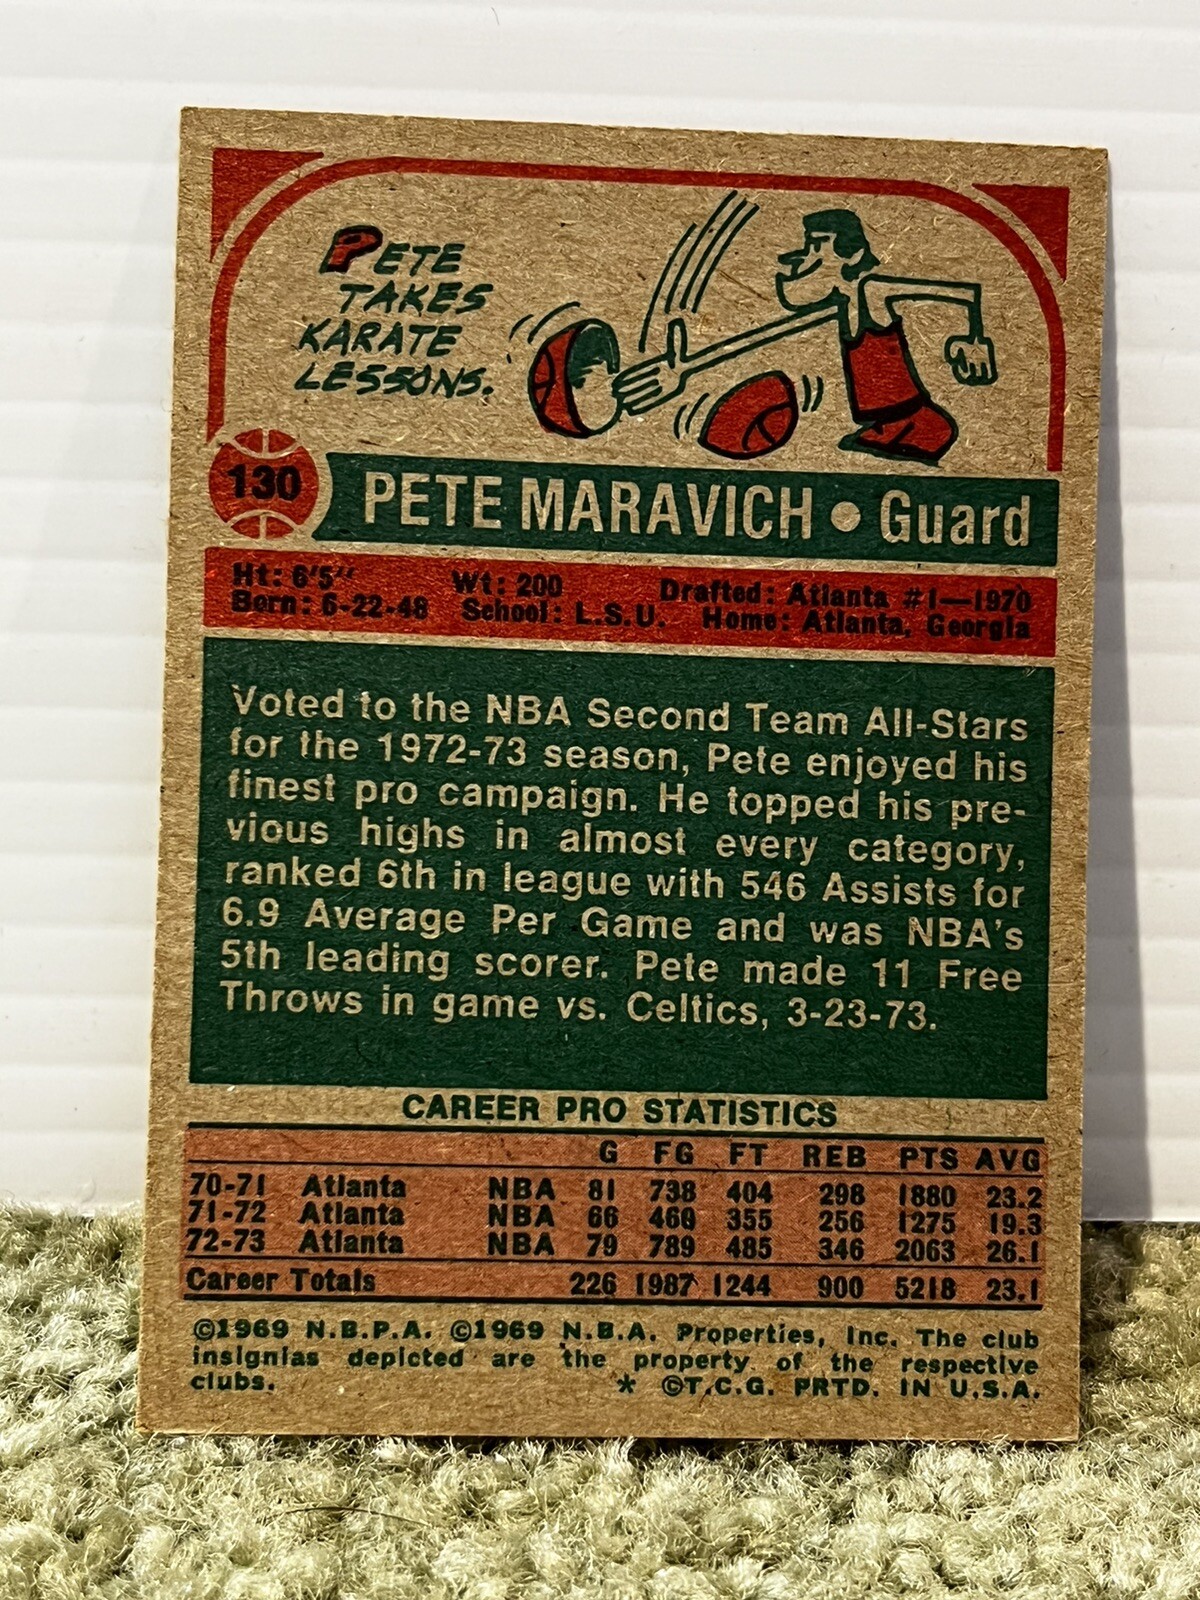 PETE
TAKES
KARATE
LESSONS.
130
PETE MARAVICH • Guard
Ht: 6'5" Wt: 200 Drafted: Atlanta #1—1970
Born: 6-22-48 School: L.S.U. Home: Atlanta, Georgia
Voted to the NBA Second Team All-Stars
for the 1972-73 season, Pete enjoyed his
finest pro campaign. He topped his pre-
vious highs in almost every category,
ranked 6th in league with 546 Assists for
6.9 Average Per Game and was NBA's
5th leading scorer. Pete made 11 Free
Throws in game vs. Celtics, 3-23-73.
CAREER PRO STATISTICS
G FG FT REB PTS AVG
70-71 Atlanta NBA 81 738 404 298 1880 23.2
71-72 Atlanta NBA 66 460 355 256 1275 19.3
72-73 Atlanta NBA 79 789 485 346 2063 26.1
Career Totals 226 1987 1244 900 5218 23.1
©1969 N.B.P.A. ©1969 N.B.A. Properties, Inc. The club
insignias depicted are the property of the respective
clubs. * ©T.C.G. PRTD. IN U.S.A.